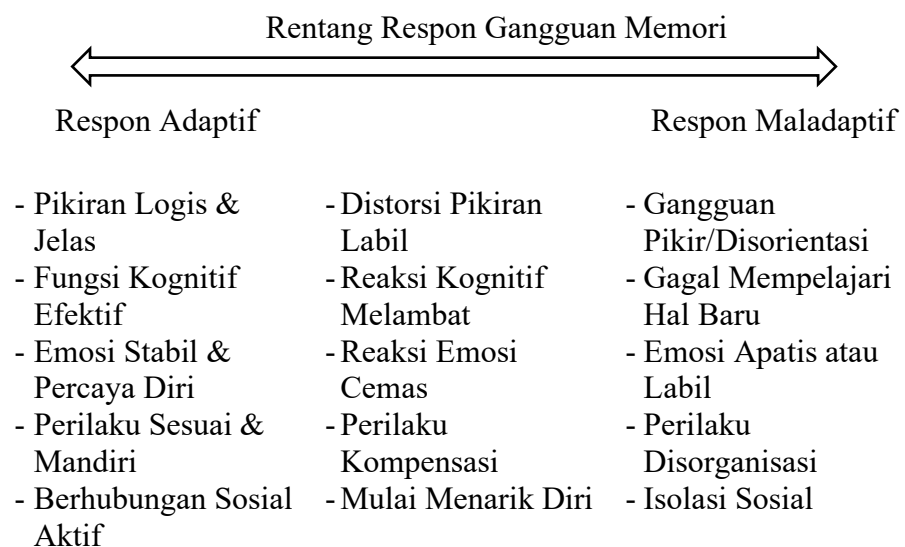 Rentang Respon Gangguan Memori
Respon Adaptif
Respon Maladaptif
- Pikiran Logis &
Jelas
- Fungsi Kognitif
Efektif
- Emosi Stabil &
Percaya Diri
- Perilaku Sesuai &
Mandiri
- Berhubungan Sosial
Aktif
- Distorsi Pikiran
Labil
- Reaksi Kognitif
Melambat
- Reaksi Emosi
Cemas
- Perilaku
Kompensasi
- Mulai Menarik Diri
- Gangguan
Pikir/Disorientasi
- Gagal Mempelajari
Hal Baru
- Emosi Apatis atau
Labil
- Perilaku
Disorganisasi
- Isolasi Sosial